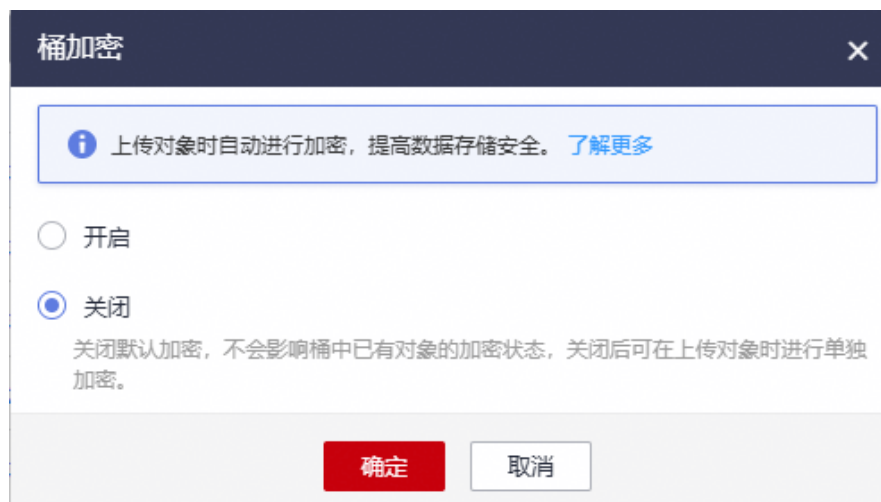 桶加密
上传对象时自动进行加密，提高数据存储安全。 了解更多
开启
关闭
关闭默认加密，不会影响桶中已有对象的加密状态，关闭后可在上传对象时进行单独
加密。
确定 取消